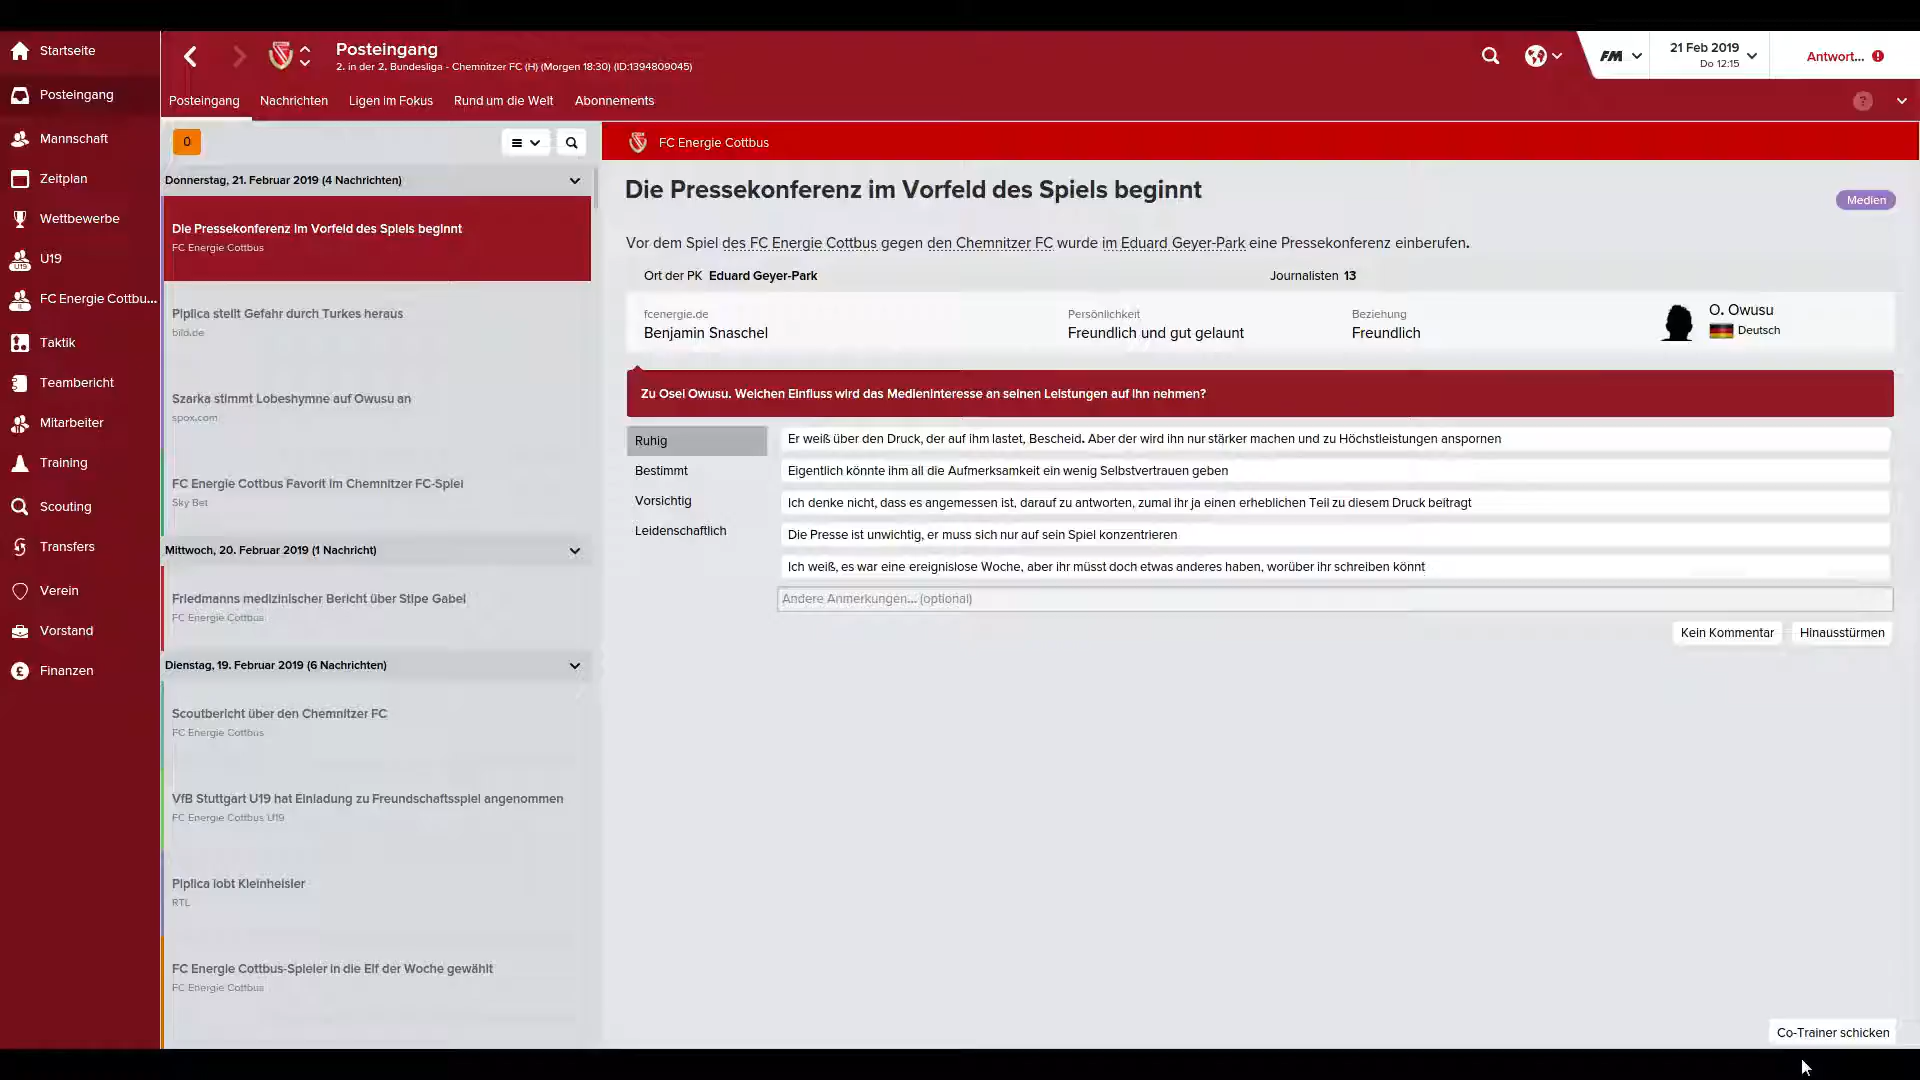 Startseite
Posteingang
Mannschaft
Zeitplan
Wettbewerbe
U19
FC Energie Cottbu...
Taktik
Teambericht
Mitarbeiter
Training
Scouting
Transfers
Verein
Vorstand
Finanzen
Posteingang
2. in der 2. Bundesliga - Chemnitzer FC (H) (Morgen 18:30) (ID:1394809045)
FM
21 Feb 2019
Do 12:15
Antwort...
Posteingang Nachrichten Ligen im Fokus Rund um die Welt Abonnements
0
Donnerstag, 21. Februar 2019 (4 Nachrichten)
Die Pressekonferenz im Vorfeld des Spiels beginnt
FC Energie Cottbus
Piplica stellt Gefahr durch Turkes heraus
bild.de
Szarka stimmt Lobeshymne auf Owusu an
spox.com
FC Energie Cottbus Favorit im Chemnitzer FC-Spiel
Sky Bet
Mittwoch, 20. Februar 2019 (1 Nachricht)
Friedmanns medizinischer Bericht über Stipe Gabel
FC Energie Cottbus
Dienstag, 19. Februar 2019 (6 Nachrichten)
Scoutbericht über den Chemnitzer FC
FC Energie Cottbus
VfB Stuttgart U19 hat Einladung zu Freundschaftsspiel angenommen
FC Energie Cottbus U19
Piplica lobt Kleinheisler
RTL
FC Energie Cottbus-Spieler in die Elf der Woche gewählt
FC Energie Cottbus
FC Energie Cottbus
Die Pressekonferenz im Vorfeld des Spiels beginnt
Medien
Vor dem Spiel des FC Energie Cottbus gegen den Chemnitzer FC wurde im Eduard Geyer-Park eine Pressekonferenz einberufen.
Ort der PK Eduard Geyer-Park
Journalisten 13
fcenergie.de
Benjamin Snaschel
Persönlichkeit
Freundlich und gut gelaunt
Beziehung
Freundlich
O. Owusu
Deutsch
Zu Osei Owusu. Welchen Einfluss wird das Medieninteresse an seinen Leistungen auf ihn nehmen?
Ruhig
Bestimmt
Vorsichtig
Leidenschaftlich
Er weiß über den Druck, der auf ihm lastet, Bescheid. Aber der wird ihn nur stärker machen und zu Höchstleistungen anspornen
Eigentlich könnte ihm all die Aufmerksamkeit ein wenig Selbstvertrauen geben
Ich denke nicht, dass es angemessen ist, darauf zu antworten, zumal ihr ja einen erheblichen Teil zu diesem Druck beitragt
Die Presse ist unwichtig, er muss sich nur auf sein Spiel konzentrieren
Ich weiß, es war eine ereignislose Woche, aber ihr müsst doch etwas anderes haben, worüber ihr schreiben könnt
Andere Anmerkungen... (optional)
Kein Kommentar
Hinausstürmen
Co-Trainer schicken